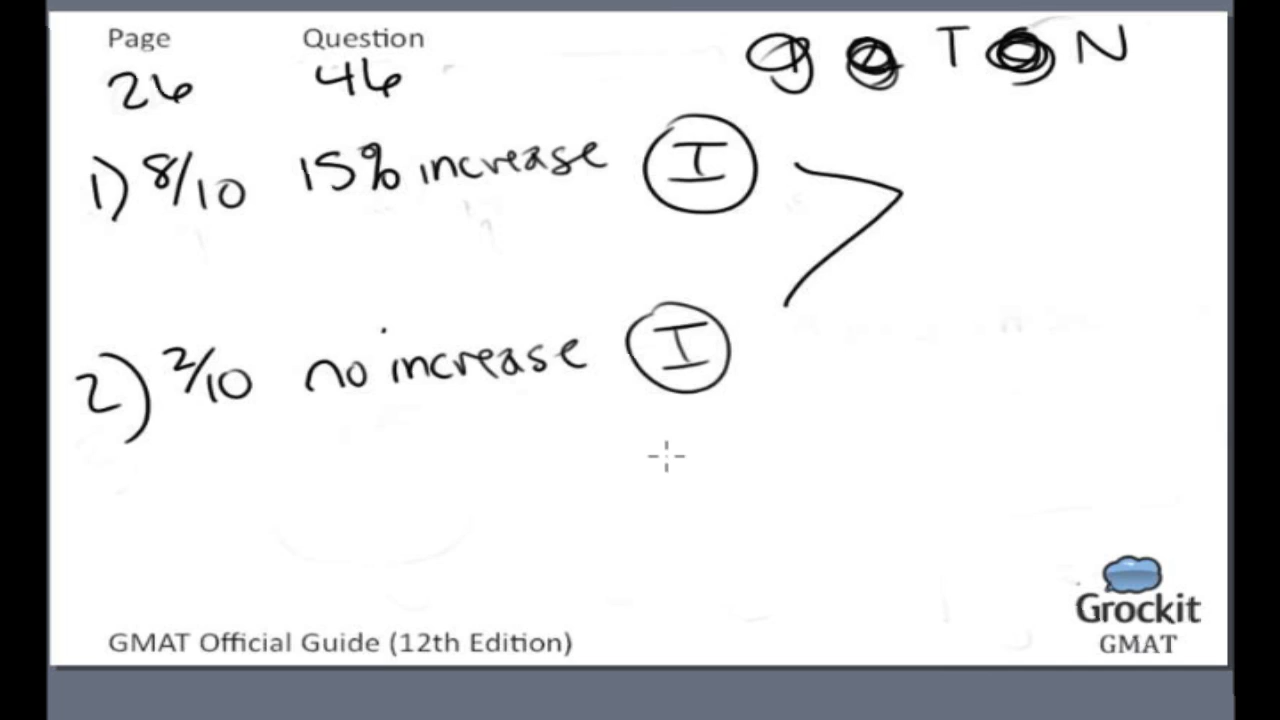 Page Question
26 46
T N
1) 8/10 15% increase I
2) 2/10 no increase I
GMAT Official Guide (12th Edition)
Grockit
GMAT